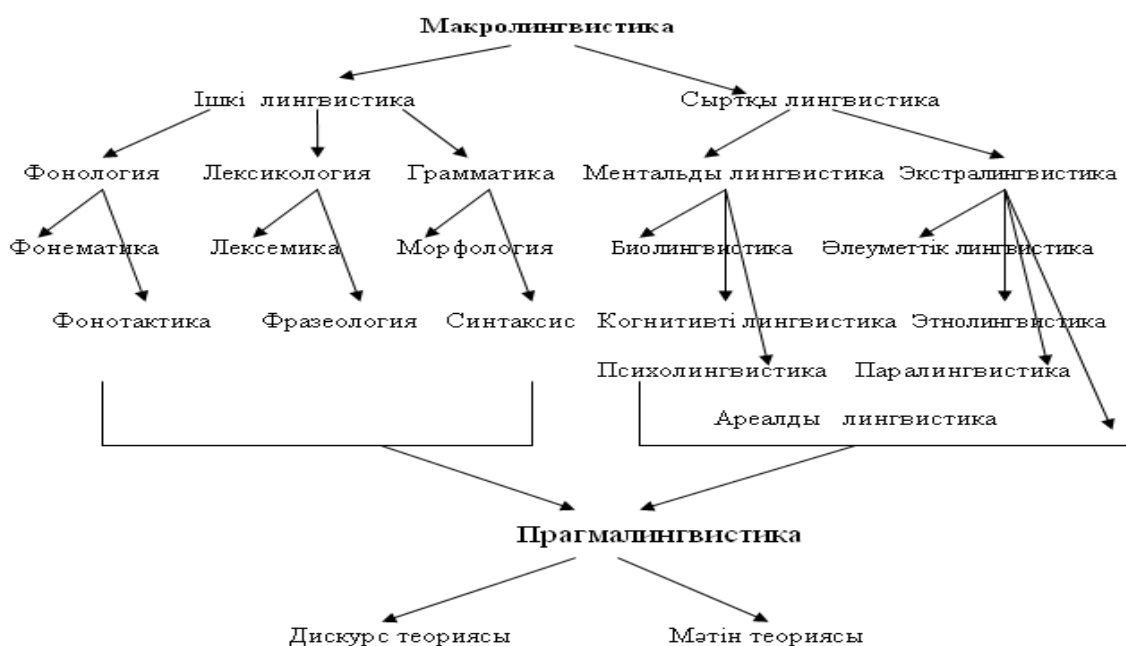 Макролингвистика
Ішкі лингвистика Сыртқы лингвистика
Фонология Лексикология Грамматика Ментальды лингвистика Экстралингвистика
Фонематика Лексемика Морфология Биолингвистика Әлеуметтік лингвистика
Фонотактика Фразеология Синтаксис Когнитивті лингвистика Этнолингвистика
Психолингвистика Паралингвистика
Ареалды лингвистика
Прагмалингвистика
Дискурс теориясы Мәтін теориясы